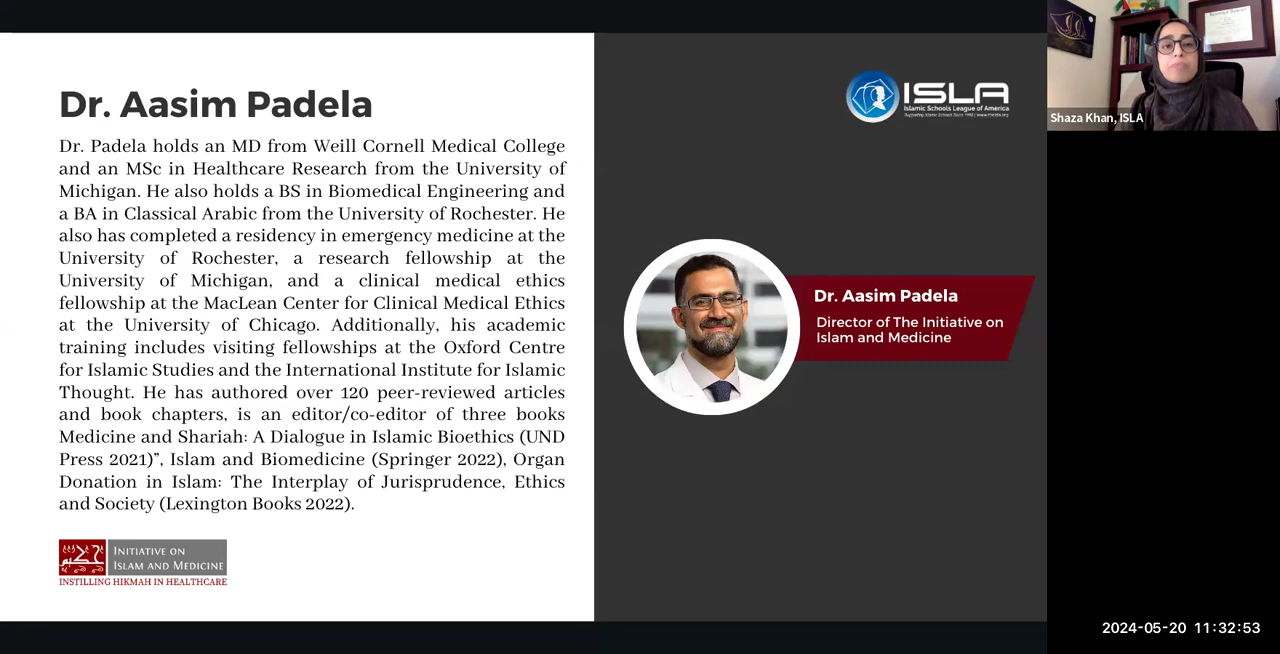 Dr. Aasim Padela
Dr. Padela holds an MD from Weill Cornell Medical College
and an MSc in Healthcare Research from the University of
Michigan. He also holds a BS in Biomedical Engineering and
a BA in Classical Arabic from the University of Rochester. He
also has completed a residency in emergency medicine at the
University of Rochester, a research fellowship at the
University of Michigan, and a clinical medical ethics
fellowship at the MacLean Center for Clinical Medical Ethics
at the University of Chicago. Additionally, his academic
training includes visiting fellowships at the Oxford Centre
for Islamic Studies and the International Institute for Islamic
Thought. He has authored over 120 peer-reviewed articles
and book chapters, is an editor/co-editor of three books
Medicine and Shariah: A Dialogue in Islamic Bioethics (UND
Press 2021)”, Islam and Biomedicine (Springer 2022), Organ
Donation in Islam: The Interplay of Jurisprudence, Ethics
and Society (Lexington Books 2022).
INITIATIVE ON
ISLAM AND MEDICINE
INSTILLING HIKMAH IN HEALTHCARE
ISLA
Islamic Schools League of America
Dr. Aasim Padela
Director of The Initiative on
Islam and Medicine
Shaza Khan, ISLA
2024-05-20 11:32:53